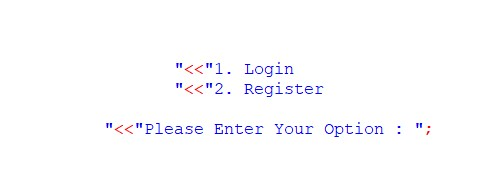 "<<"1. Login
"<<"2. Register
"<<"Please Enter Your Option : ";